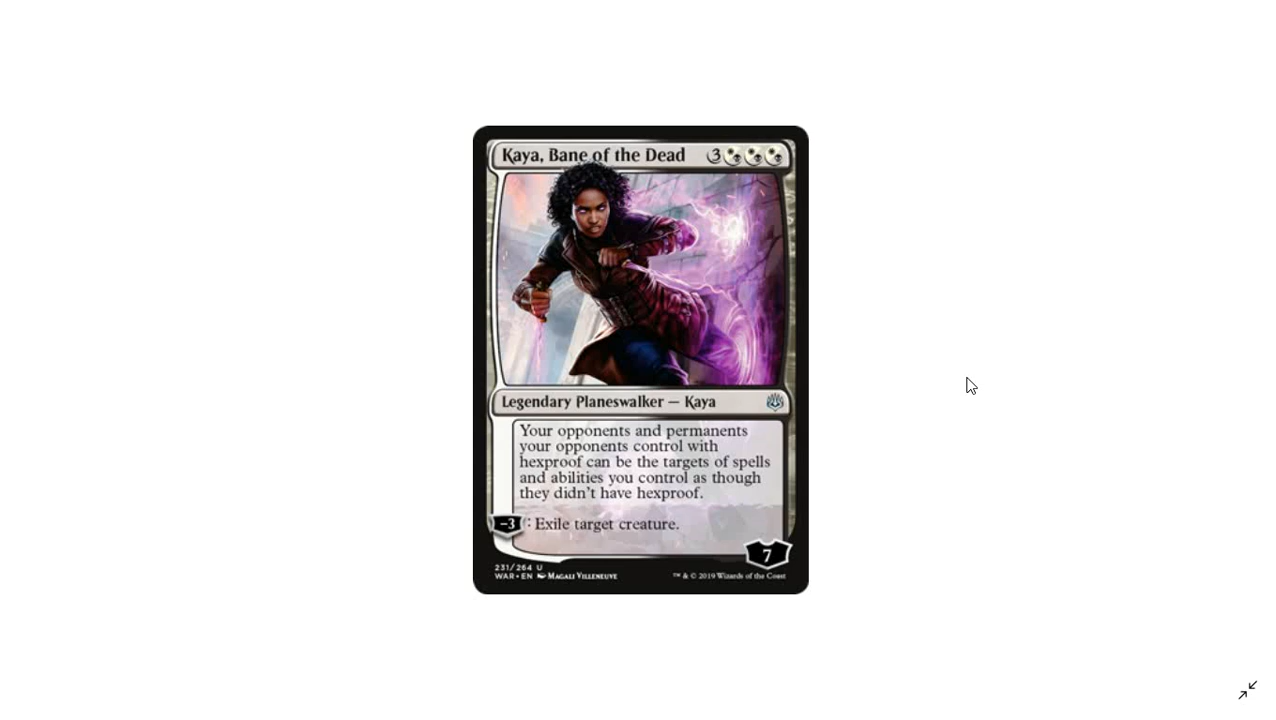 Kaya, Bane of the Dead 3
Legendary Planeswalker — Kaya
Your opponents and permanents
your opponents control with
hexproof can be the targets of spells
and abilities you control as though
they didn't have hexproof.
−3 : Exile target creature.
7
231/264 U
WAR • EN Magali Villeneuve ™ & © 2019 Wizards of the Coast